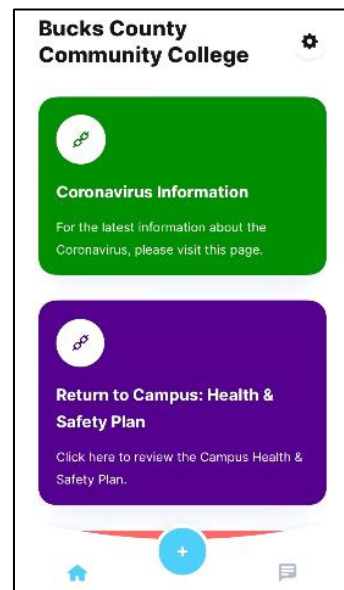 Bucks County
Community College
Coronavirus Information
For the latest information about the
Coronavirus, please visit this page.
Return to Campus: Health &
Safety Plan
Click here to review the Campus Health &
Safety Plan.